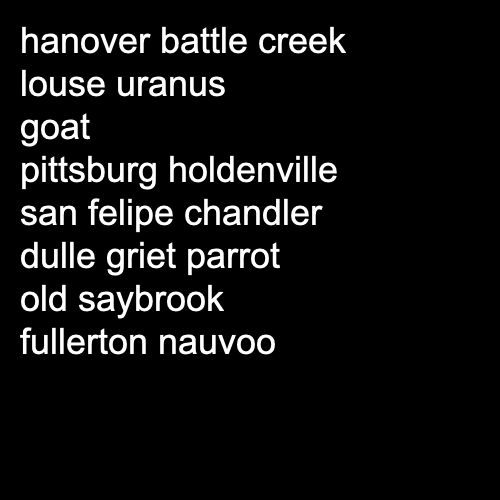 hanover battle creek
louse uranus
goat
pittsburg holdenville
san felipe chandler
dulle griet parrot
old saybrook
fullerton nauvoo